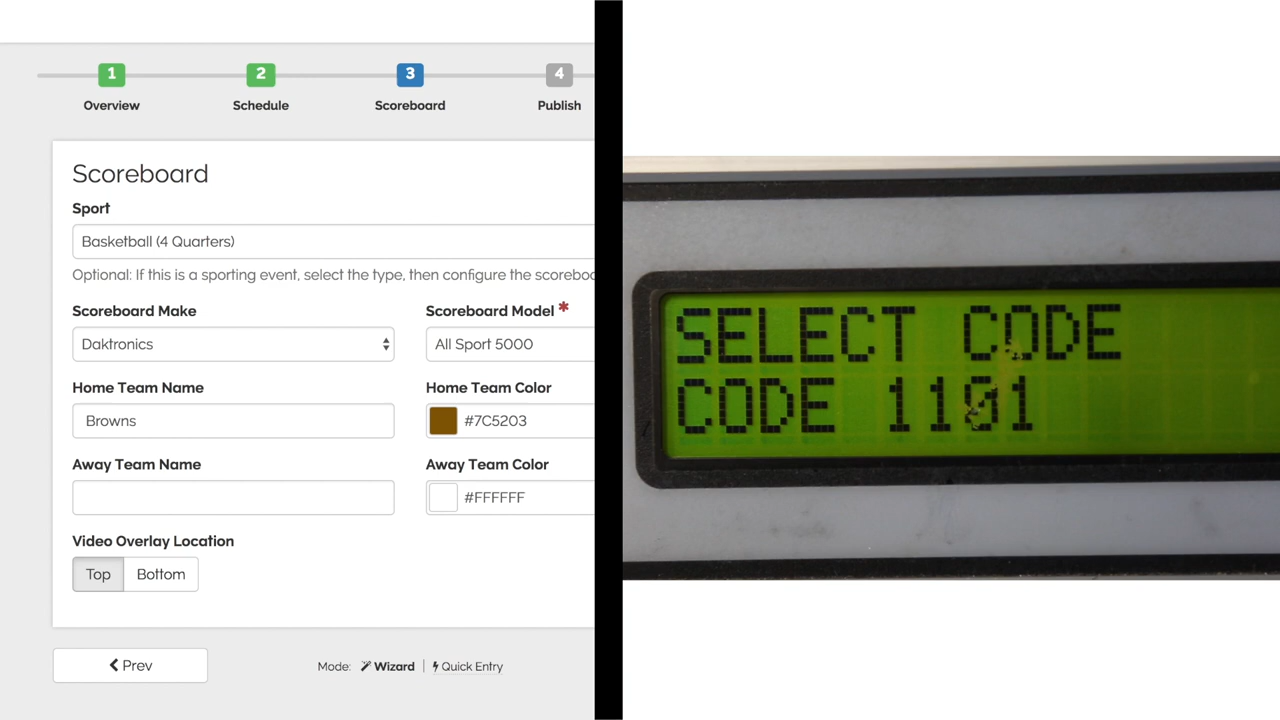 1 2 3 4
Overview Schedule Scoreboard Publish
Scoreboard
Sport
Basketball (4 Quarters)
Optional: If this is a sporting event, select the type, then configure the
Scoreboard Make
Scoreboard Model *
Daktronics
All Sport 5000
Home Team Name
Home Team Color
Browns
#7C5203
Away Team Name
Away Team Color
#FFFFFF
Video Overlay Location
Top Bottom
Prev
Mode: Wizard | Quick Entry
SELECT CODE
CODE 1101